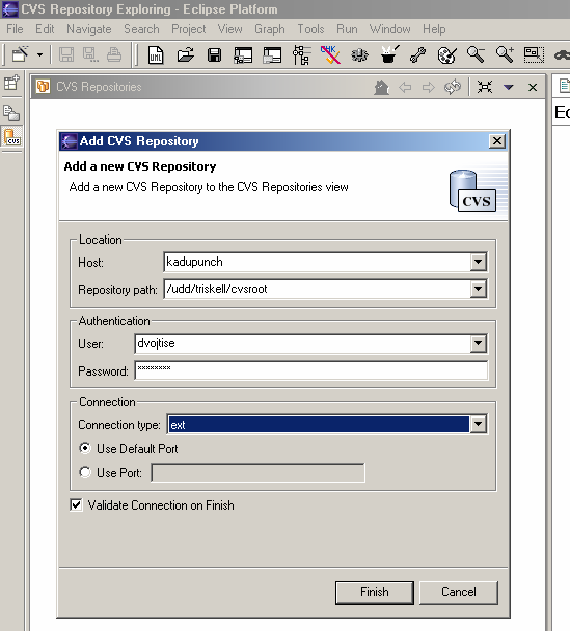 CVS Repository Exploring - Eclipse Platform
File Edit Navigate Search Project View Graph Tools Run Window Help
CVS Repositories
CVS
Add CVS Repository
Add a new CVS Repository
Add a new CVS Repository to the CVS Repositories view
CVS
Location
Host: kadupunch
Repository path: /udd/triskell/cvsroot
Authentication
User: dvojtise
Password: ********
Connection
Connection type: ext
Use Default Port
Use Port:
Validate Connection on Finish
Finish Cancel